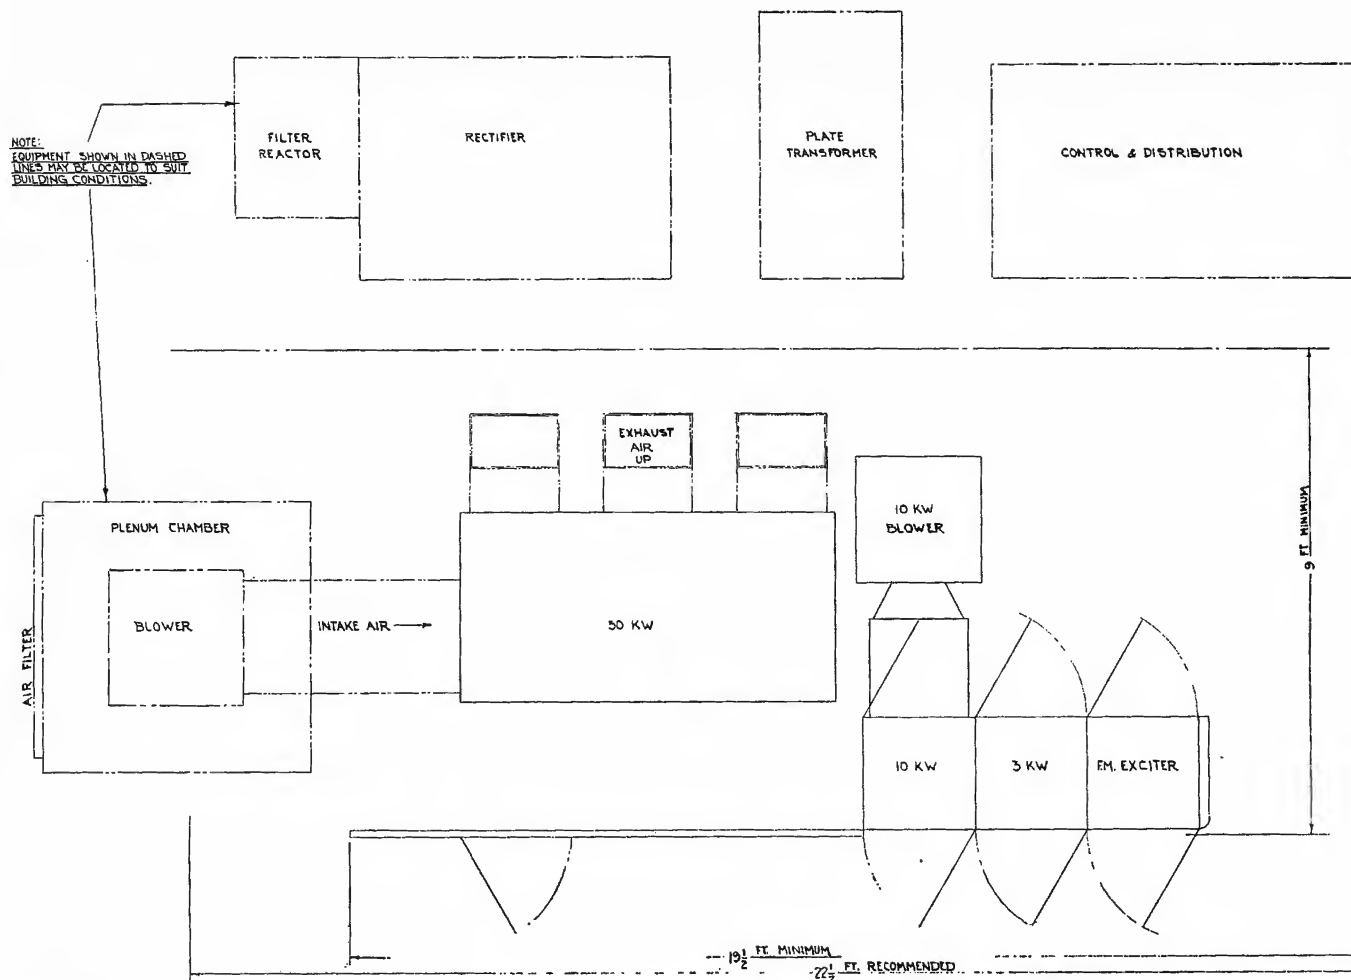 NOTE:
EQUIPMENT SHOWN IN DASHED
LINES MAY BE LOCATED TO SUIT
BUILDING CONDITIONS.
FILTER
REACTOR
RECTIFIER
PLATE
TRANSFORMER
CONTROL & DISTRIBUTION
EXHAUST
AIR
UP
PLENUM CHAMBER
10 KW
BLOWER
9 FT. MINIMUM
AIR FILTER
BLOWER
INTAKE AIR
50 KW
10 KW
3 KW
F.M. EXCITER
19½ FT. MINIMUM
22½ FT. RECOMMENDED